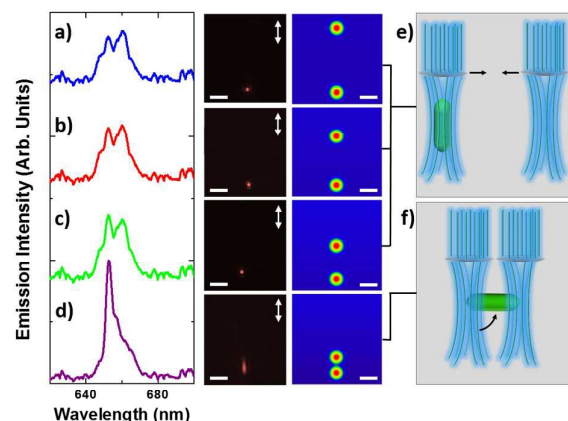 a)
b)
c)
d)
e)
f)
Emission Intensity (Arb. Units)
640 680
Wavelength (nm)